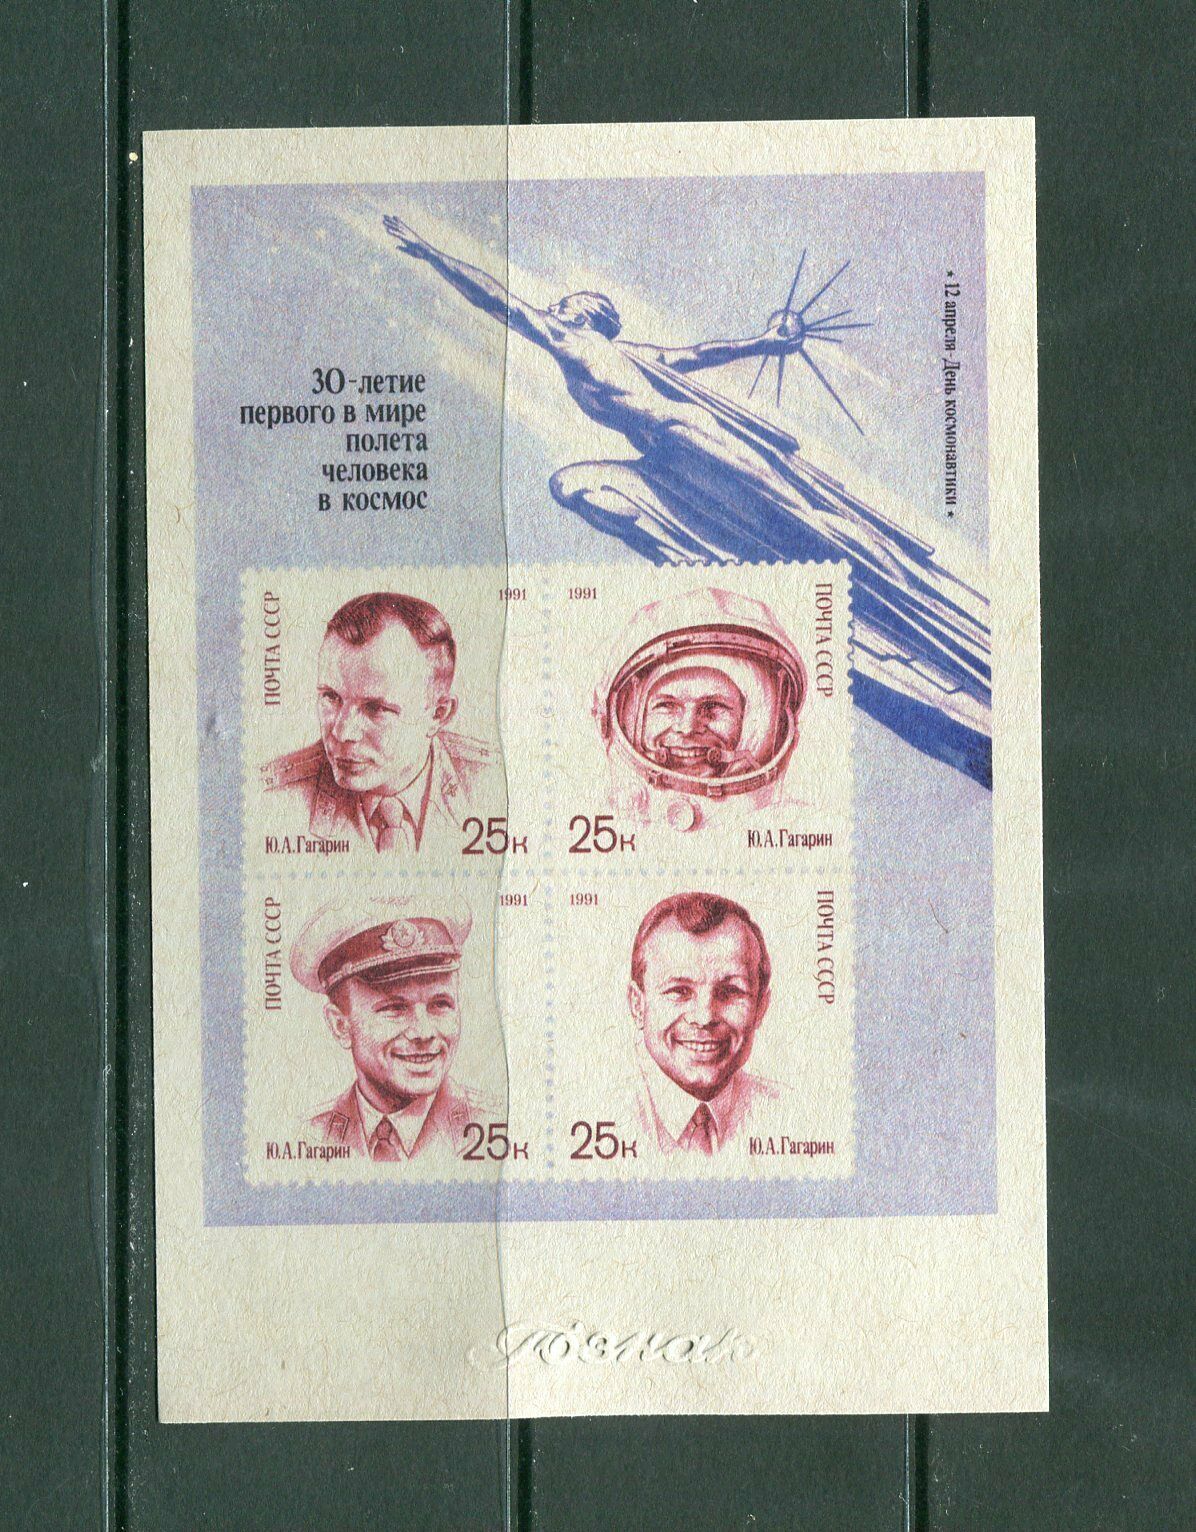 30-летие
первого в мире
полета
человека
в космос
* 12 апреля-День космонавтики *
ПОЧТА СССР
1991
Ю.А.Гагарин
25к
1991
ПОЧТА СССР
25к
Ю.А.Гагарин
ПОЧТА СССР
1991
Ю.А.Гагарин
25к
1991
ПОЧТА СССР
25к
Ю.А.Гагарин
Гознак